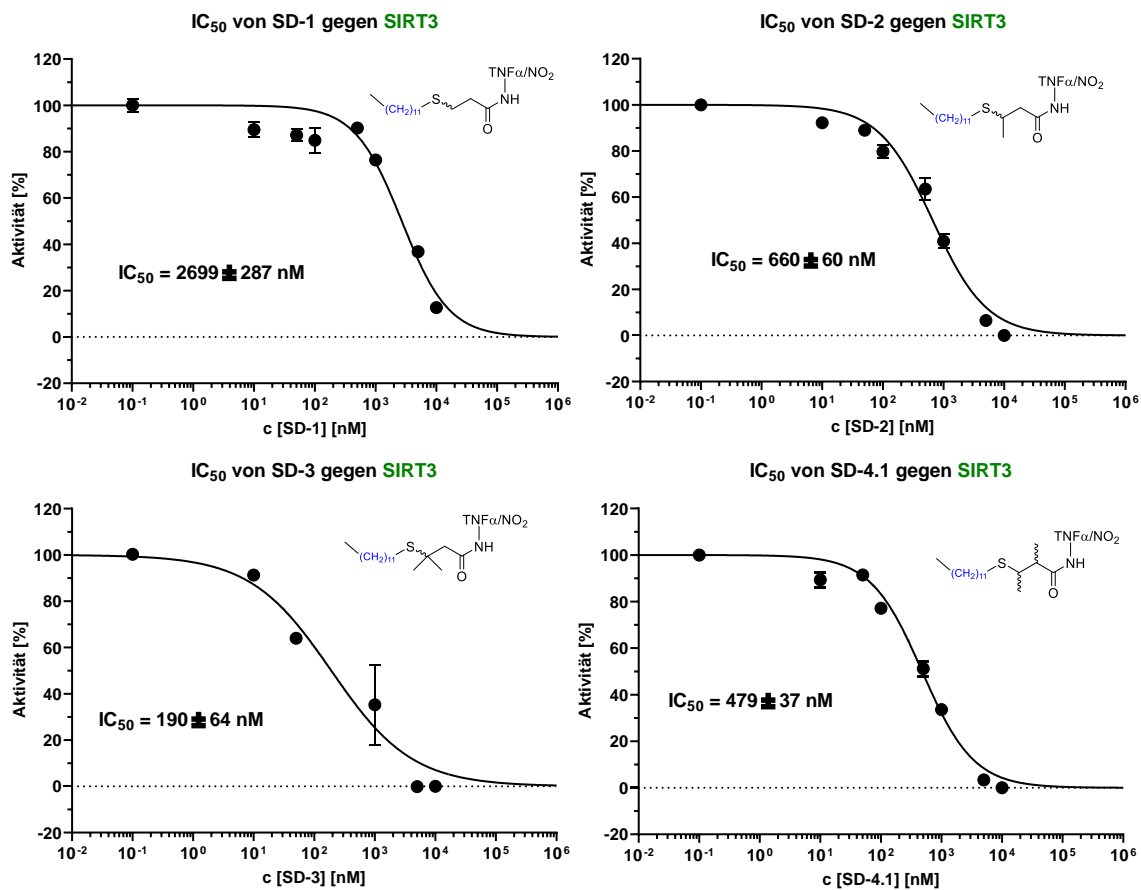 IC50 von SD-1 gegen SIRT3
TNFα/NO2
NH
S
(CH2)11
O
120
100
80
60
40
20
0
-20
Aktivität [%]
IC50 = 2699 ± 287 nM
10-2 10-1 100 101 102 103 104 105 106
c [SD-1] [nM]
IC50 von SD-2 gegen SIRT3
TNFα/NO2
NH
S
(CH2)11
O
120
100
80
60
40
20
0
-20
Aktivität [%]
IC50 = 660 ± 60 nM
10-2 10-1 100 101 102 103 104 105 106
c [SD-2] [nM]
IC50 von SD-3 gegen SIRT3
TNFα/NO2
NH
S
(CH2)11
O
120
100
80
60
40
20
0
-20
Aktivität [%]
IC50 = 190 ± 64 nM
10-2 10-1 100 101 102 103 104 105 106
c [SD-3] [nM]
IC50 von SD-4.1 gegen SIRT3
TNFα/NO2
NH
S
(CH2)11
O
120
100
80
60
40
20
0
-20
Aktivität [%]
IC50 = 479 ± 37 nM
10-2 10-1 100 101 102 103 104 105 106
c [SD-4.1] [nM]